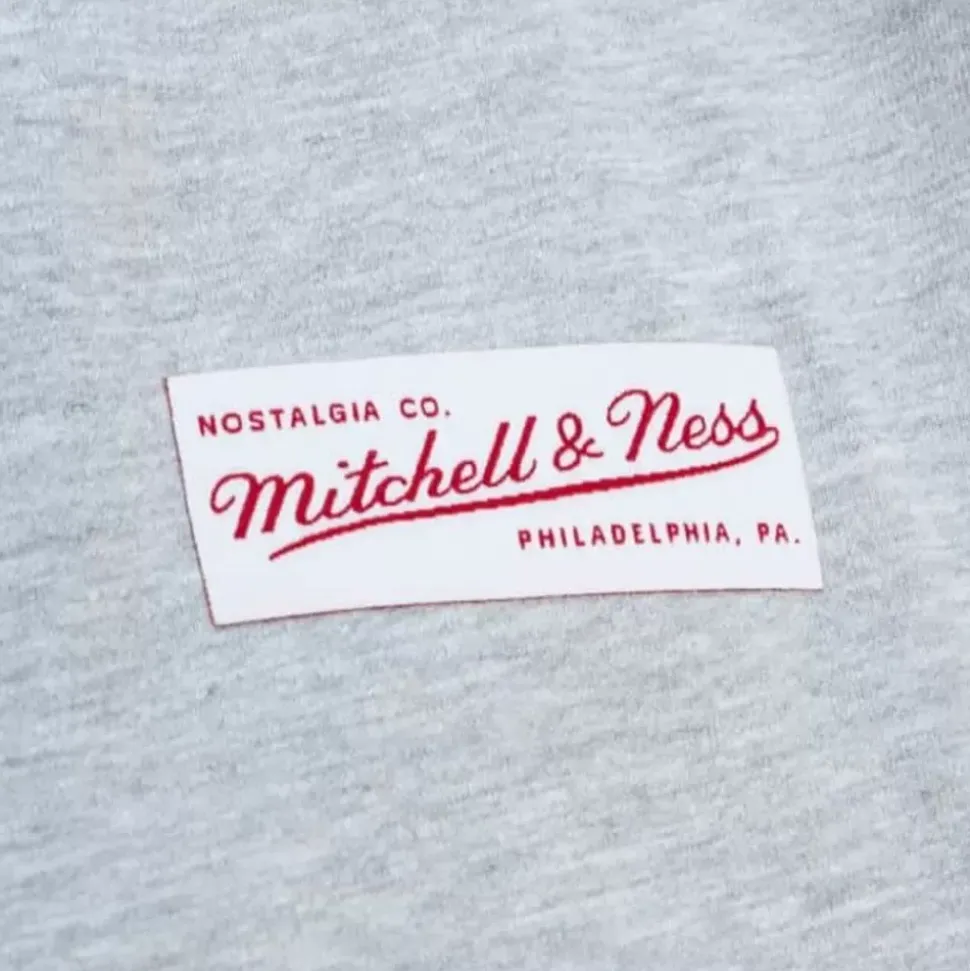 NOSTALGIA CO.
Mitchell & Ness
PHILADELPHIA, PA.